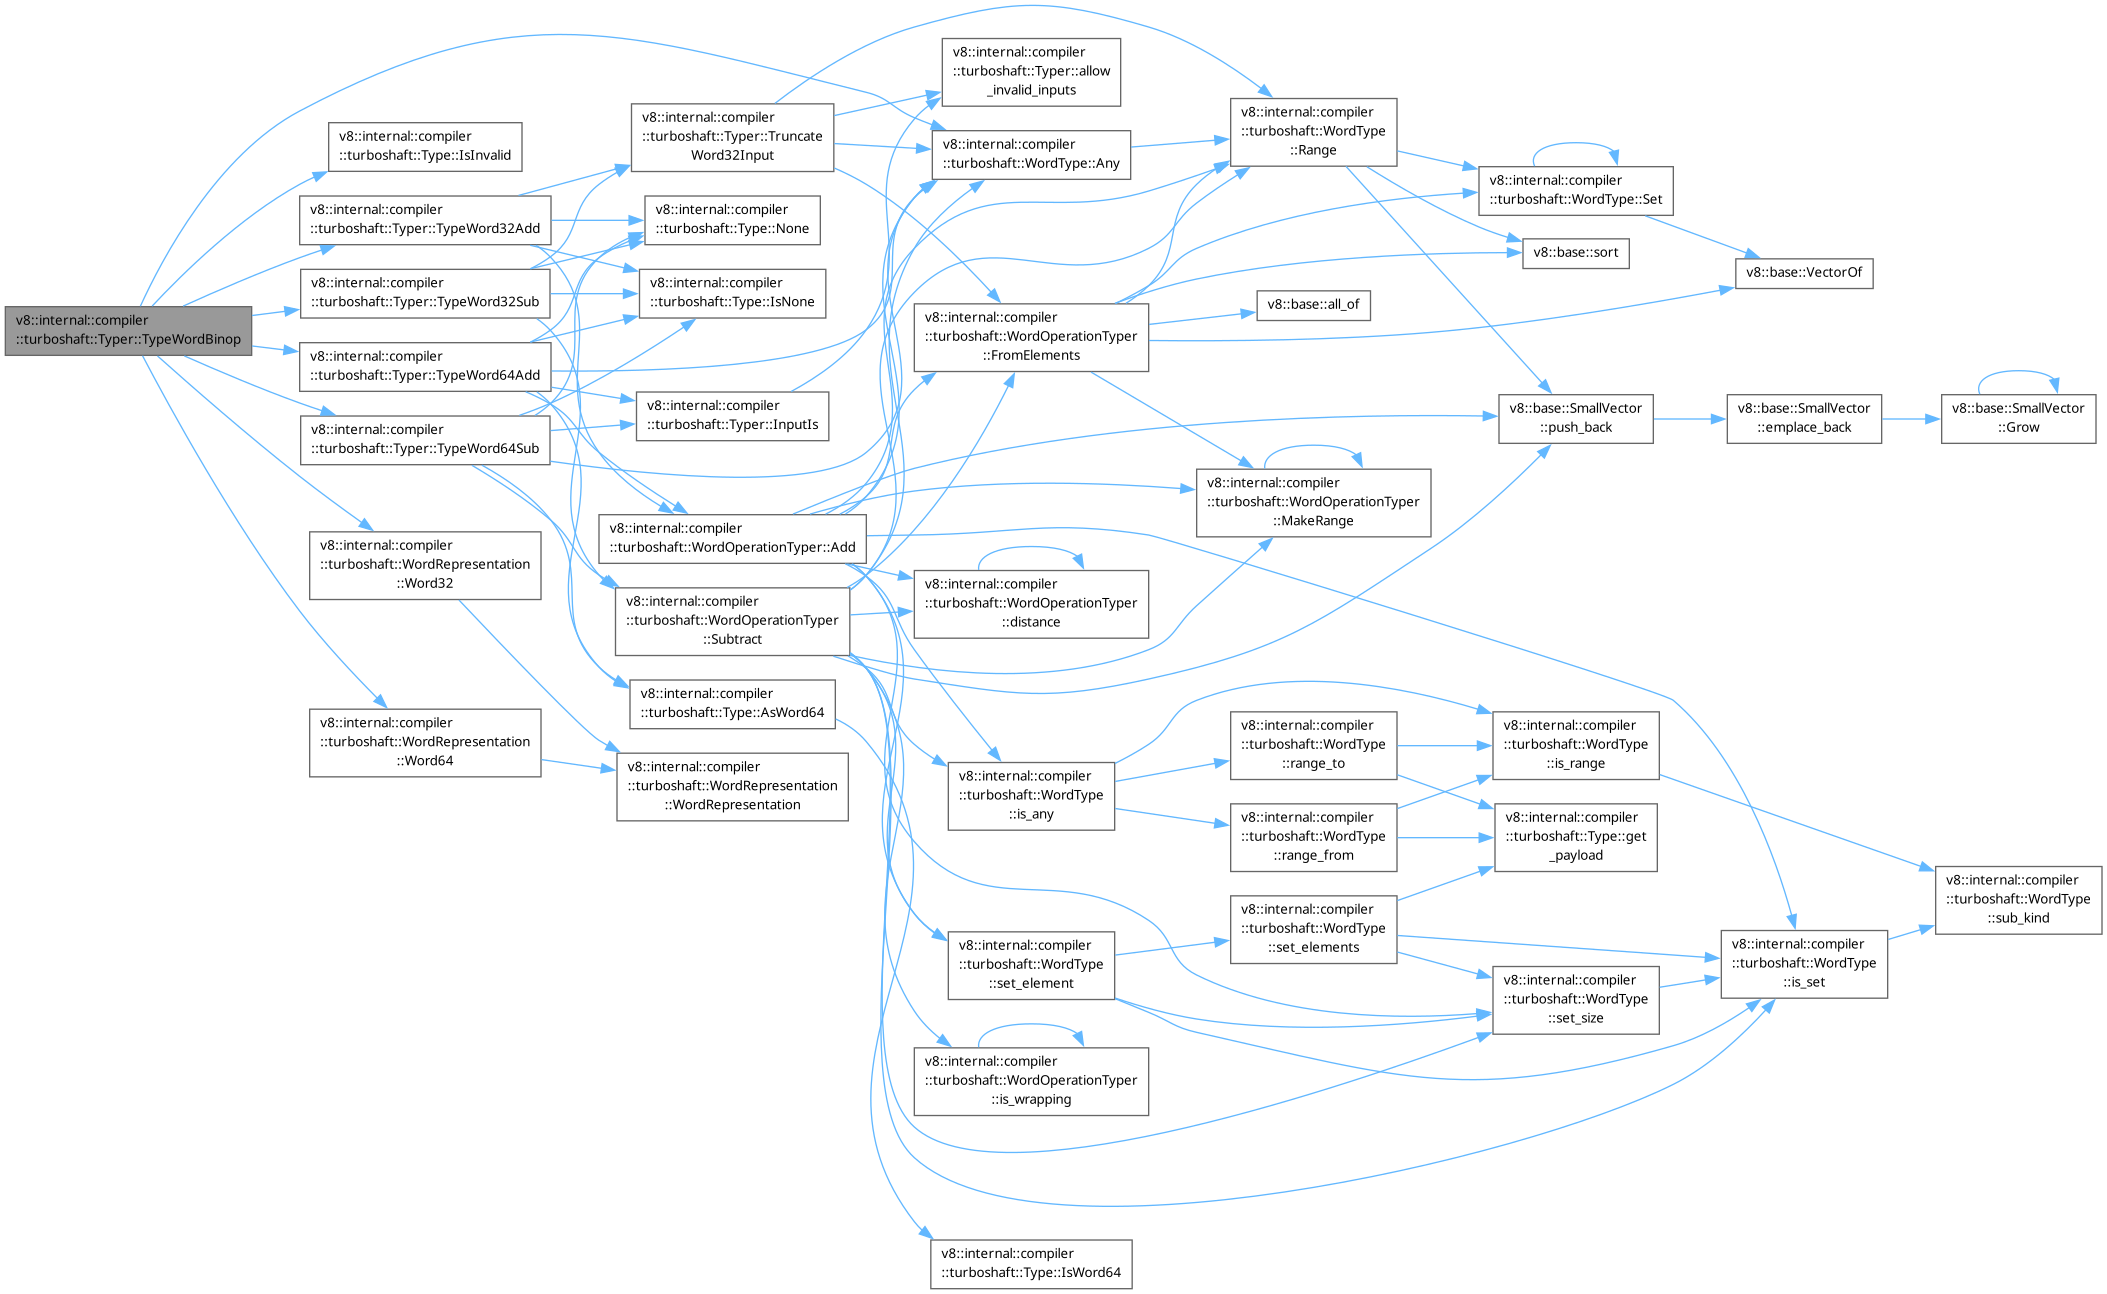 v8::internal::compiler
::turboshaft::Typer::TypeWordBinop
v8::internal::compiler
::turboshaft::Type::IsInvalid
v8::internal::compiler
::turboshaft::Typer::TypeWord32Add
v8::internal::compiler
::turboshaft::Typer::TypeWord32Sub
v8::internal::compiler
::turboshaft::Typer::TypeWord64Add
v8::internal::compiler
::turboshaft::Typer::TypeWord64Sub
v8::internal::compiler
::turboshaft::WordRepresentation
::Word32
v8::internal::compiler
::turboshaft::WordRepresentation
::Word64
v8::internal::compiler
::turboshaft::Typer::Truncate
Word32Input
v8::internal::compiler
::turboshaft::Type::None
v8::internal::compiler
::turboshaft::Type::IsNone
v8::internal::compiler
::turboshaft::Typer::InputIs
v8::internal::compiler
::turboshaft::WordOperationTyper::Add
v8::internal::compiler
::turboshaft::WordOperationTyper
::Subtract
v8::internal::compiler
::turboshaft::Type::AsWord64
v8::internal::compiler
::turboshaft::WordRepresentation
::WordRepresentation
v8::internal::compiler
::turboshaft::Typer::allow
_invalid_inputs
v8::internal::compiler
::turboshaft::WordType::Any
v8::internal::compiler
::turboshaft::WordOperationTyper
::FromElements
v8::internal::compiler
::turboshaft::WordOperationTyper
::distance
v8::internal::compiler
::turboshaft::WordType
::is_any
v8::internal::compiler
::turboshaft::WordType
::set_element
v8::internal::compiler
::turboshaft::WordOperationTyper
::is_wrapping
v8::internal::compiler
::turboshaft::Type::IsWord64
v8::internal::compiler
::turboshaft::WordType
::Range
v8::base::all_of
v8::internal::compiler
::turboshaft::WordOperationTyper
::MakeRange
v8::internal::compiler
::turboshaft::WordType
::range_to
v8::internal::compiler
::turboshaft::WordType
::range_from
v8::internal::compiler
::turboshaft::WordType
::set_elements
v8::internal::compiler
::turboshaft::WordType::Set
v8::base::sort
v8::base::SmallVector
::push_back
v8::internal::compiler
::turboshaft::WordType
::is_range
v8::internal::compiler
::turboshaft::Type::get
_payload
v8::internal::compiler
::turboshaft::WordType
::set_size
v8::base::VectorOf
v8::base::SmallVector
::emplace_back
v8::internal::compiler
::turboshaft::WordType
::is_set
v8::base::SmallVector
::Grow
v8::internal::compiler
::turboshaft::WordType
::sub_kind